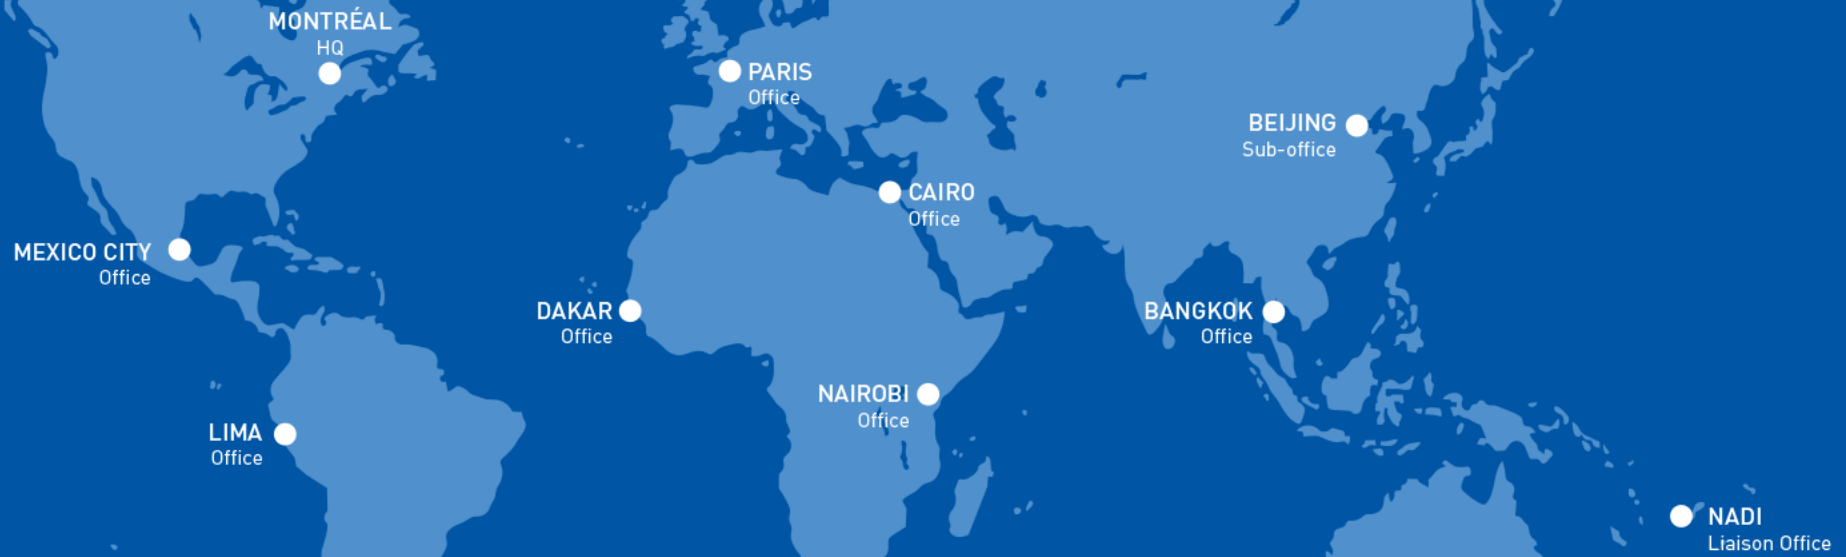 MONTRÉAL
HQ
PARIS
Office
BEIJING
Sub-office
CAIRO
Office
MEXICO CITY
Office
DAKAR
Office
BANGKOK
Office
NAIROBI
Office
LIMA
Office
NADI
Liaison Office